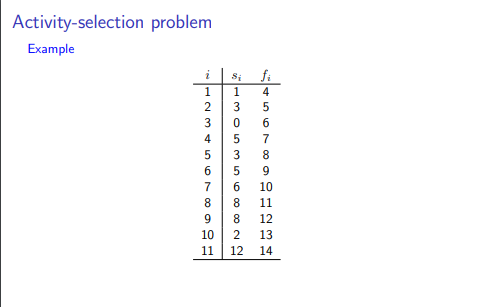 Activity-selection problem
Example
i s_i f_i
1 1 4
2 3 5
3 0 6
4 5 7
5 3 8
6 5 9
7 6 10
8 8 11
9 8 12
10 2 13
11 12 14